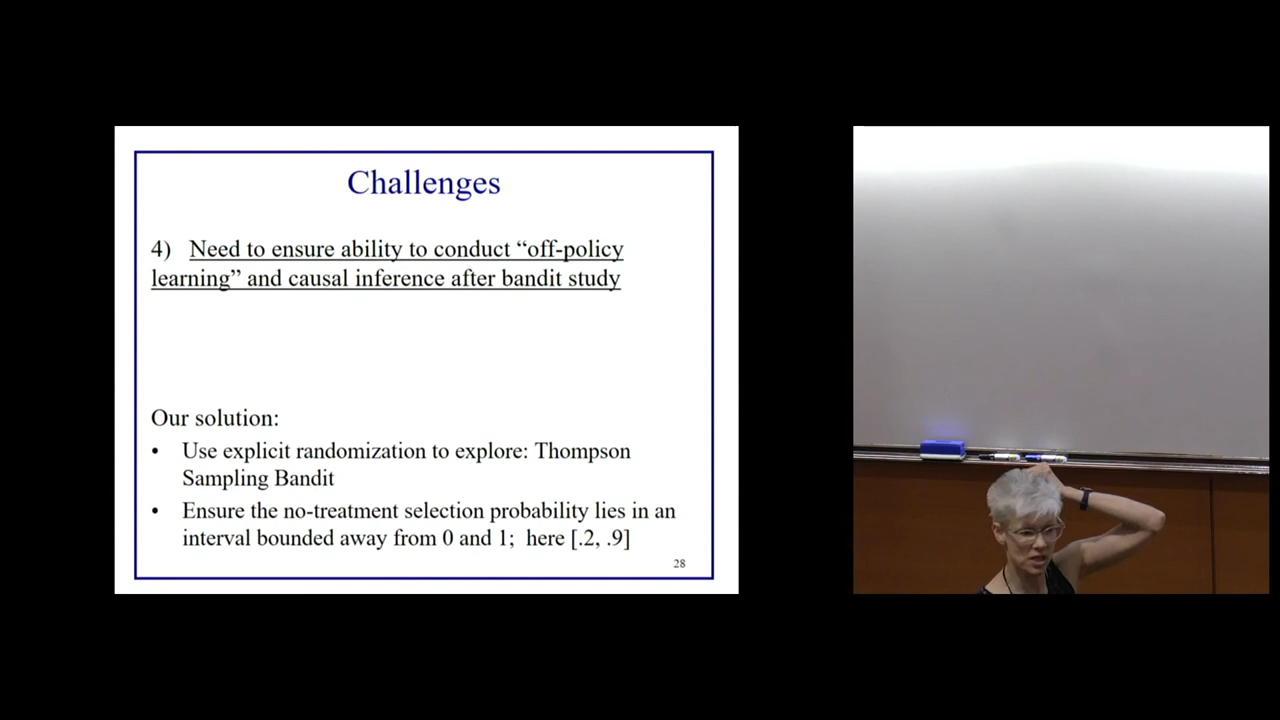 Challenges
4) Need to ensure ability to conduct “off-policy
learning” and causal inference after bandit study
Our solution:
• Use explicit randomization to explore: Thompson
Sampling Bandit
• Ensure the no-treatment selection probability lies in an
interval bounded away from 0 and 1; here [.2, .9]
28